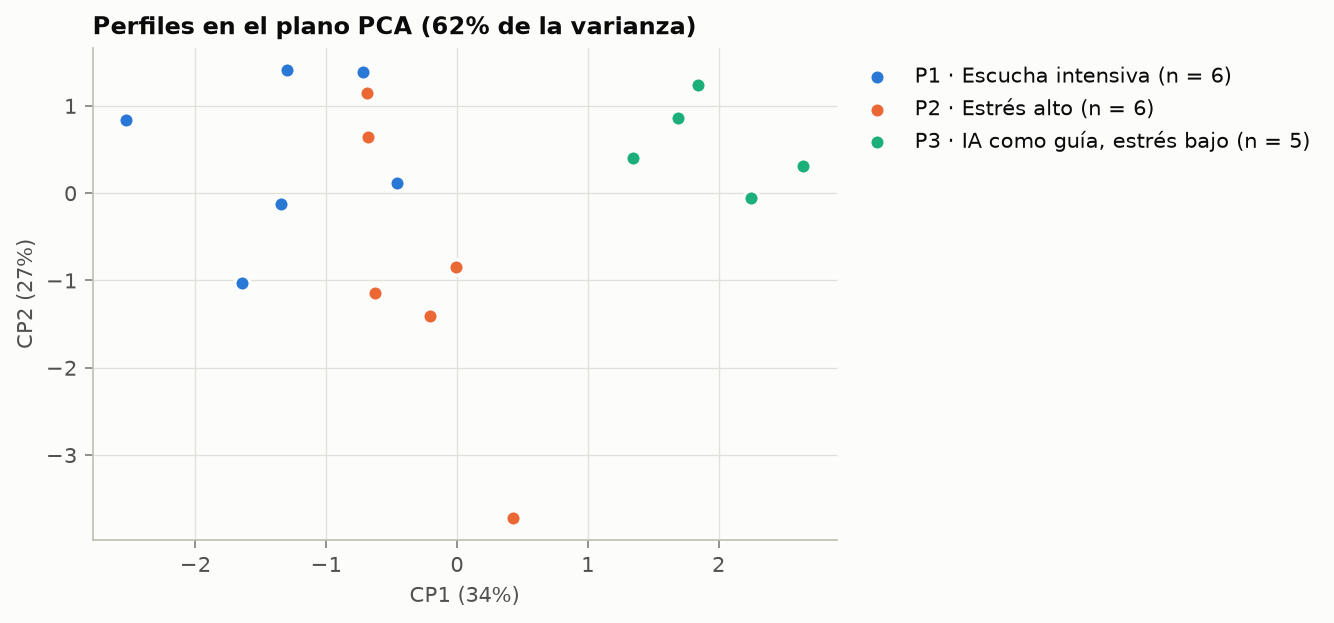 Perfiles en el plano PCA (62% de la varianza)
P1 · Escucha intensiva (n = 6)
P2 · Estrés alto (n = 6)
P3 · IA como guía, estrés bajo (n = 5)
1
0
−1
−2
−3
CP2 (27%)
−2
−1
0
1
2
CP1 (34%)